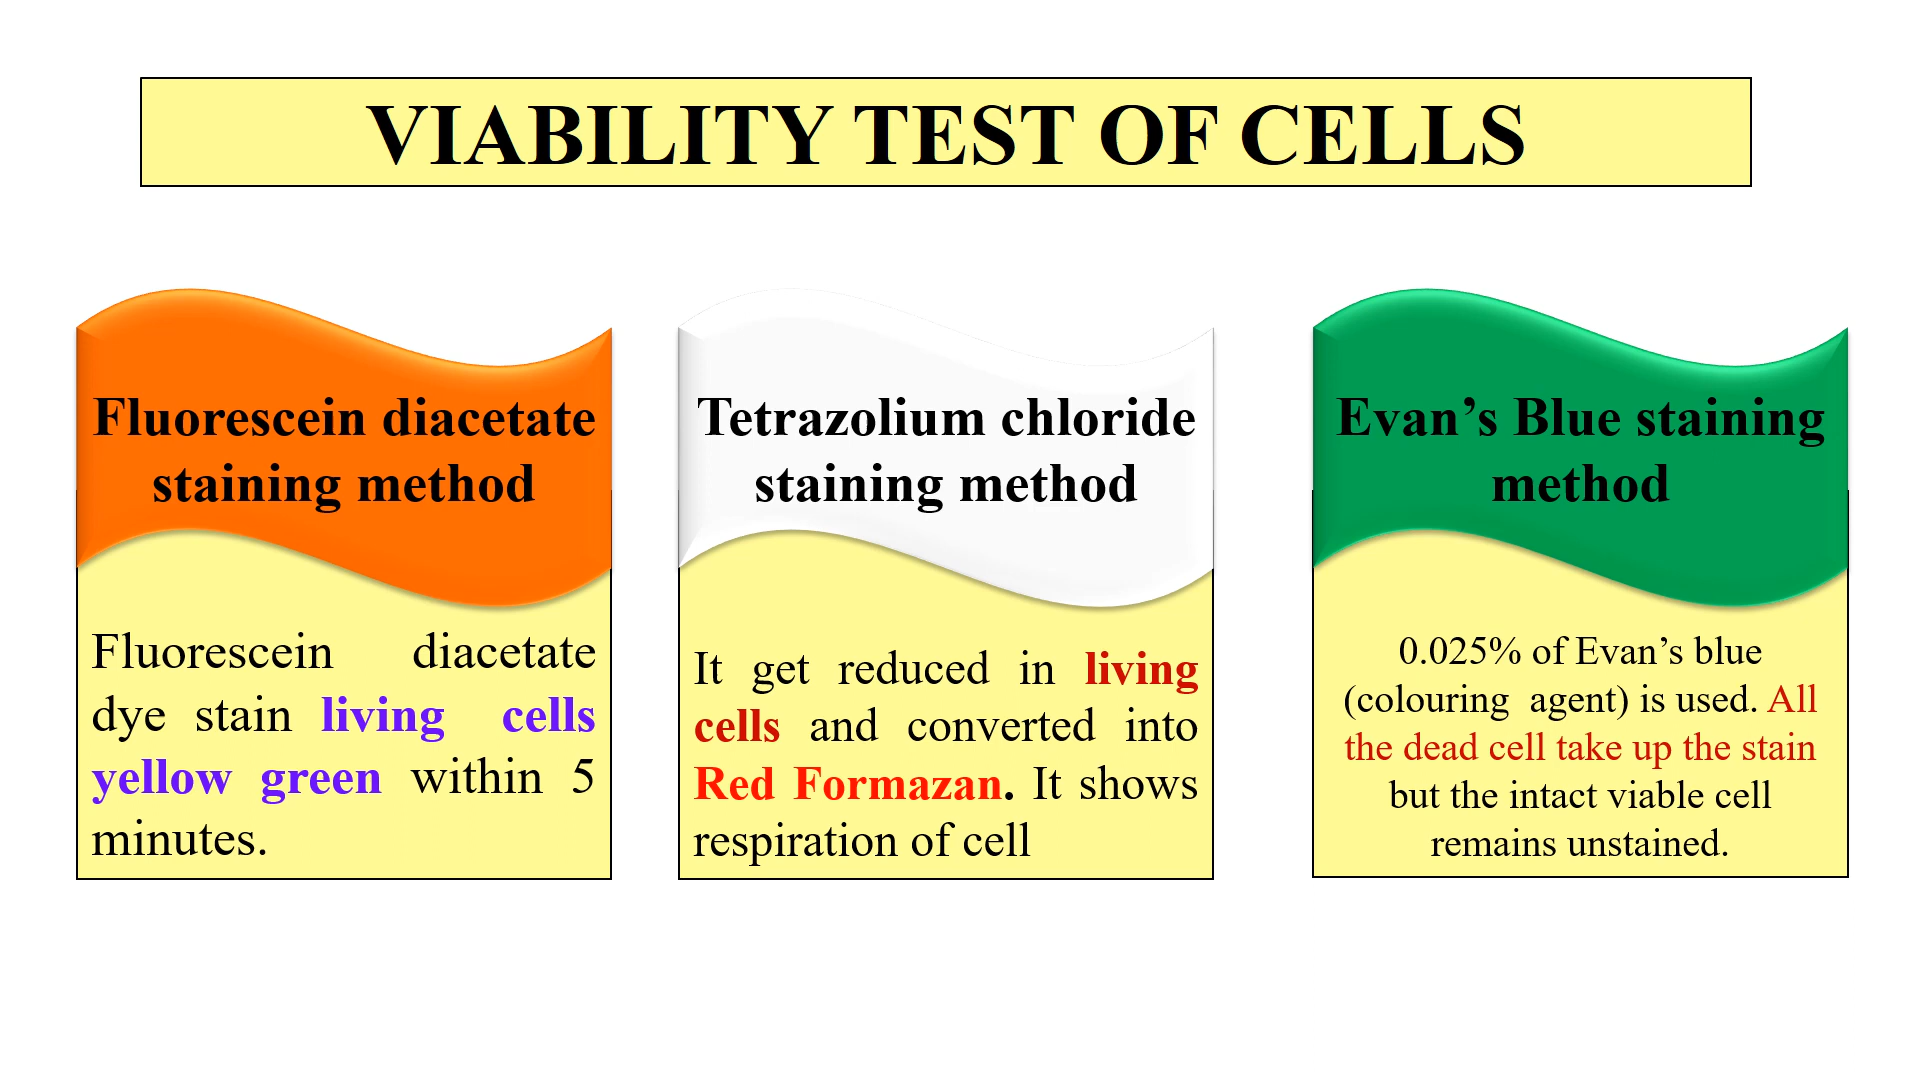 VIABILITY TEST OF CELLS
Fluorescein diacetate
staining method
Fluorescein diacetate
dye stain living cells
yellow green within 5
minutes.
Tetrazolium chloride
staining method
It get reduced in living
cells and converted into
Red Formazan. It shows
respiration of cell
Evan’s Blue staining
method
0.025% of Evan’s blue
(colouring agent) is used. All
the dead cell take up the stain
but the intact viable cell
remains unstained.